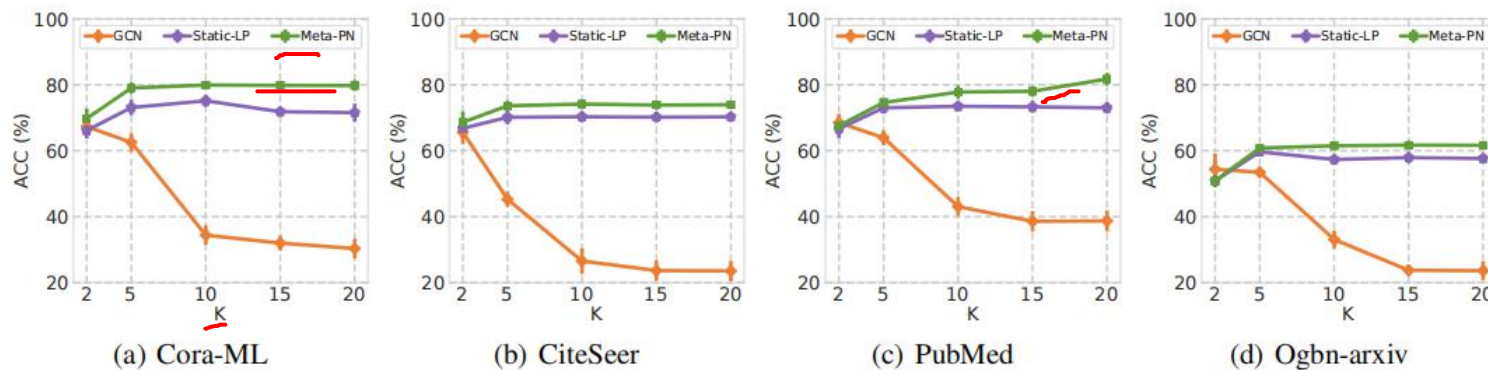 100
80
60
40
20
ACC (%)
GCN Static-LP Meta-PN
2 5 10 15 20
K
(a) Cora-ML
100
80
60
40
20
ACC (%)
GCN Static-LP Meta-PN
2 5 10 15 20
K
(b) CiteSeer
100
80
60
40
20
ACC (%)
GCN Static-LP Meta-PN
2 5 10 15 20
K
(c) PubMed
100
80
60
40
20
ACC (%)
GCN Static-LP Meta-PN
2 5 10 15 20
K
(d) Ogbn-arxiv